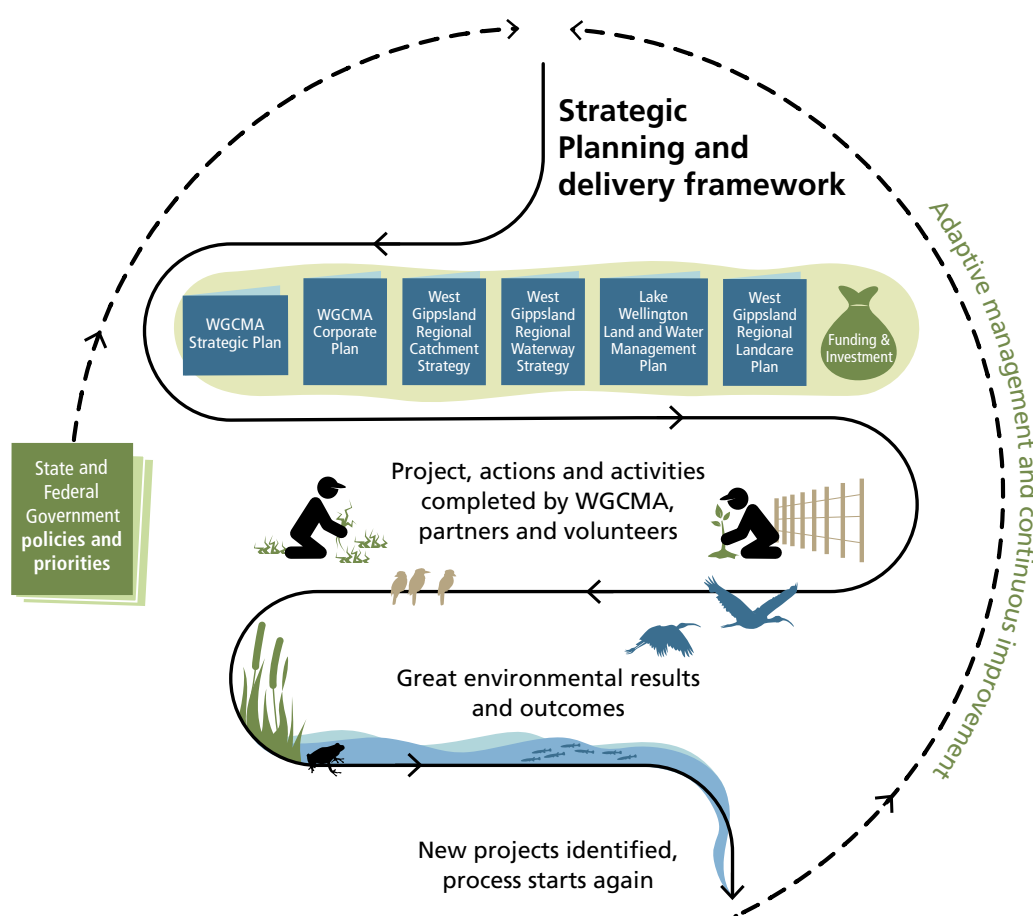 Strategic
Planning and
delivery framework
WGCMA
Strategic Plan
WGCMA
Corporate
Plan
West
Gippsland
Regional
Catchment
Strategy
West
Gippsland
Regional
Waterway
Strategy
Lake
Wellington
Land and Water
Management
Plan
West
Gippsland
Regional
Landcare
Plan
Funding &
Investment
State and
Federal
Government
policies and
priorities
Project, actions and activities
completed by WGCMA,
partners and volunteers
Great environmental results
and outcomes
New projects identified,
process starts again
Adaptive management and continuous improvement